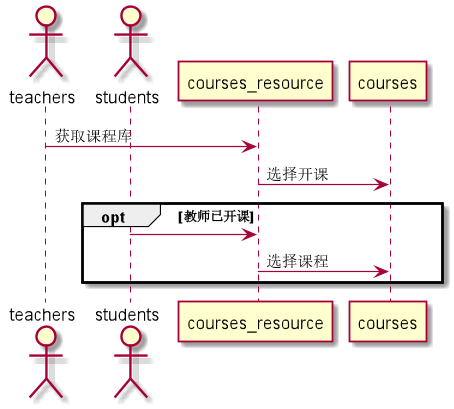 teachers students courses_resource courses
获取课程库
选择开课
opt [教师已开课]
选择课程
teachers students courses_resource courses